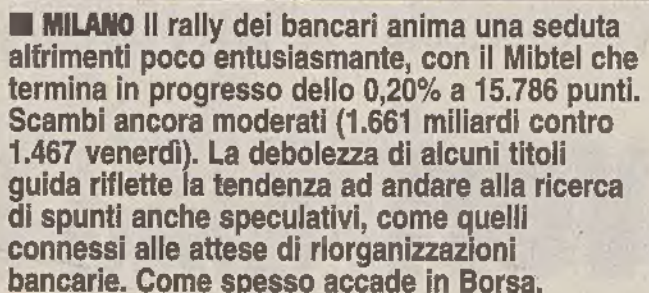 ■ MILANO Il rally dei bancari anima una seduta
altrimenti poco entusiasmante, con il Mibtel che
termina in progresso dello 0,20% a 15.786 punti.
Scambi ancora moderati (1.661 miliardi contro
1.467 venerdì). La debolezza di alcuni titoli
guida riflette la tendenza ad andare alla ricerca
di spunti anche speculativi, come quelli
connessi alle attese di riorganizzazioni
bancarie. Come spesso accade in Borsa,